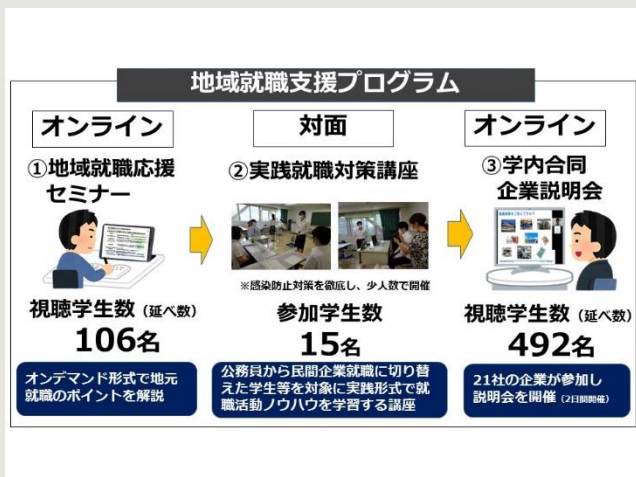 地域就職支援プログラム
オンライン
①地域就職応援
セミナー
視聴学生数（延べ数）
106名
オンデマンド形式で地元
就職のポイントを解説
対面
②実践就職対策講座
※感染防止対策を徹底し、少人数で開催
参加学生数
15名
公務員から民間企業就職に切り替
えた学生等を対象に実践形式で就
職活動ノウハウを学習する講座
オンライン
③学内合同
企業説明会
視聴学生数（延べ数）
492名
21社の企業が参加し
説明会を開催（2日間開催）